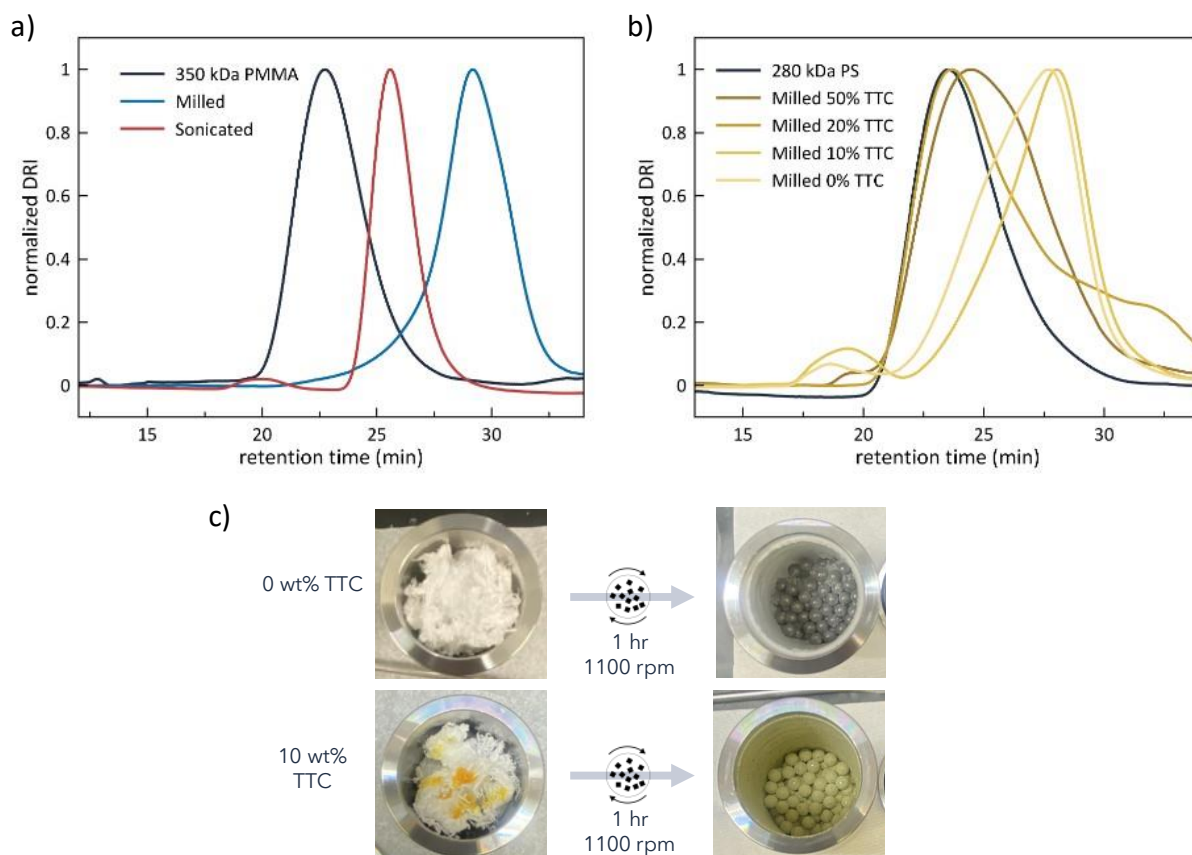 a)
350 kDa PMMA
Milled
Sonicated
1
0.8
0.6
0.4
0.2
0
normalized DRI
15
20
25
30
retention time (min)
b)
280 kDa PS
Milled 50% TTC
Milled 20% TTC
Milled 10% TTC
Milled 0% TTC
1
0.8
0.6
0.4
0.2
0
normalized DRI
15
20
25
30
retention time (min)
c)
0 wt% TTC
1 hr
1100 rpm
10 wt%
TTC
1 hr
1100 rpm